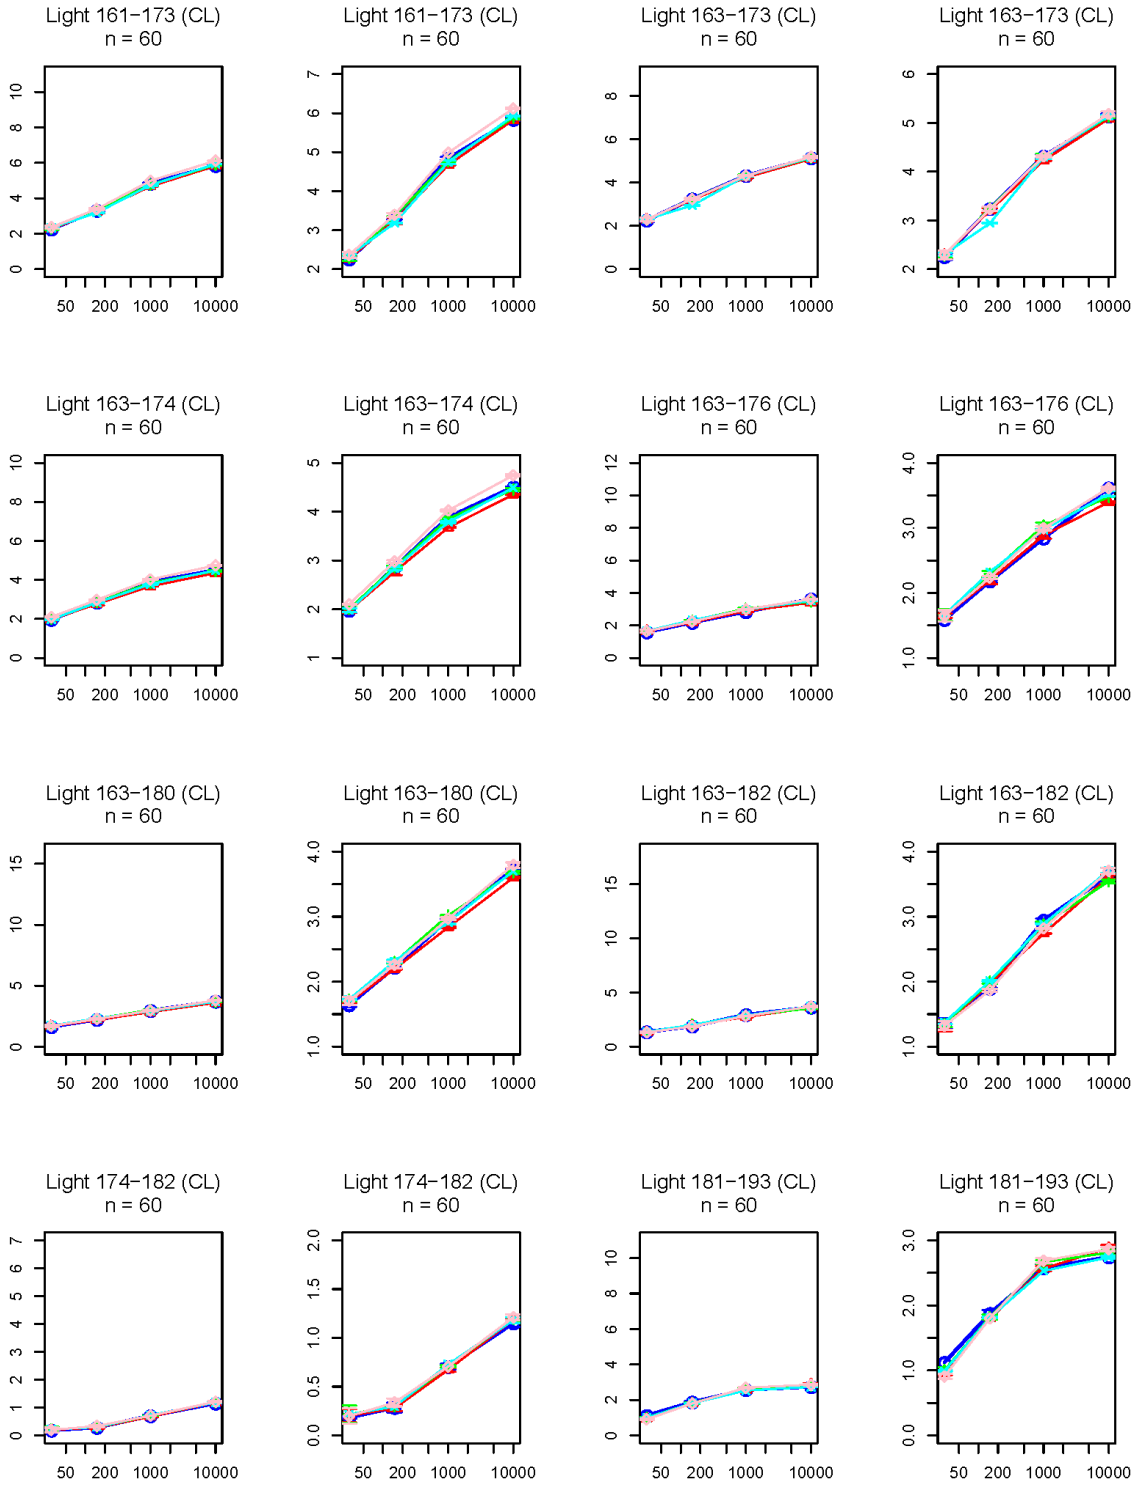 Light 161−173 (CL)
n = 60
Light 161−173 (CL)
n = 60
Light 163−173 (CL)
n = 60
Light 163−173 (CL)
n = 60
10
8
6
4
2
0
50 200 1000 10000
7
6
5
4
3
2
50 200 1000 10000
8
6
4
2
0
50 200 1000 10000
6
5
4
3
2
50 200 1000 10000
Light 163−174 (CL)
n = 60
Light 163−174 (CL)
n = 60
Light 163−176 (CL)
n = 60
Light 163−176 (CL)
n = 60
10
8
6
4
2
0
50 200 1000 10000
5
4
3
2
1
50 200 1000 10000
12
10
8
6
4
2
0
50 200 1000 10000
4.0
3.0
2.0
1.0
50 200 1000 10000
Light 163−180 (CL)
n = 60
Light 163−180 (CL)
n = 60
Light 163−182 (CL)
n = 60
Light 163−182 (CL)
n = 60
15
10
5
0
50 200 1000 10000
4.0
3.0
2.0
1.0
50 200 1000 10000
15
10
5
0
50 200 1000 10000
4.0
3.0
2.0
1.0
50 200 1000 10000
Light 174−182 (CL)
n = 60
Light 174−182 (CL)
n = 60
Light 181−193 (CL)
n = 60
Light 181−193 (CL)
n = 60
7
6
5
4
3
2
1
0
50 200 1000 10000
2.0
1.5
1.0
0.5
0.0
50 200 1000 10000
10
8
6
4
2
0
50 200 1000 10000
3.0
2.0
1.0
0.0
50 200 1000 10000